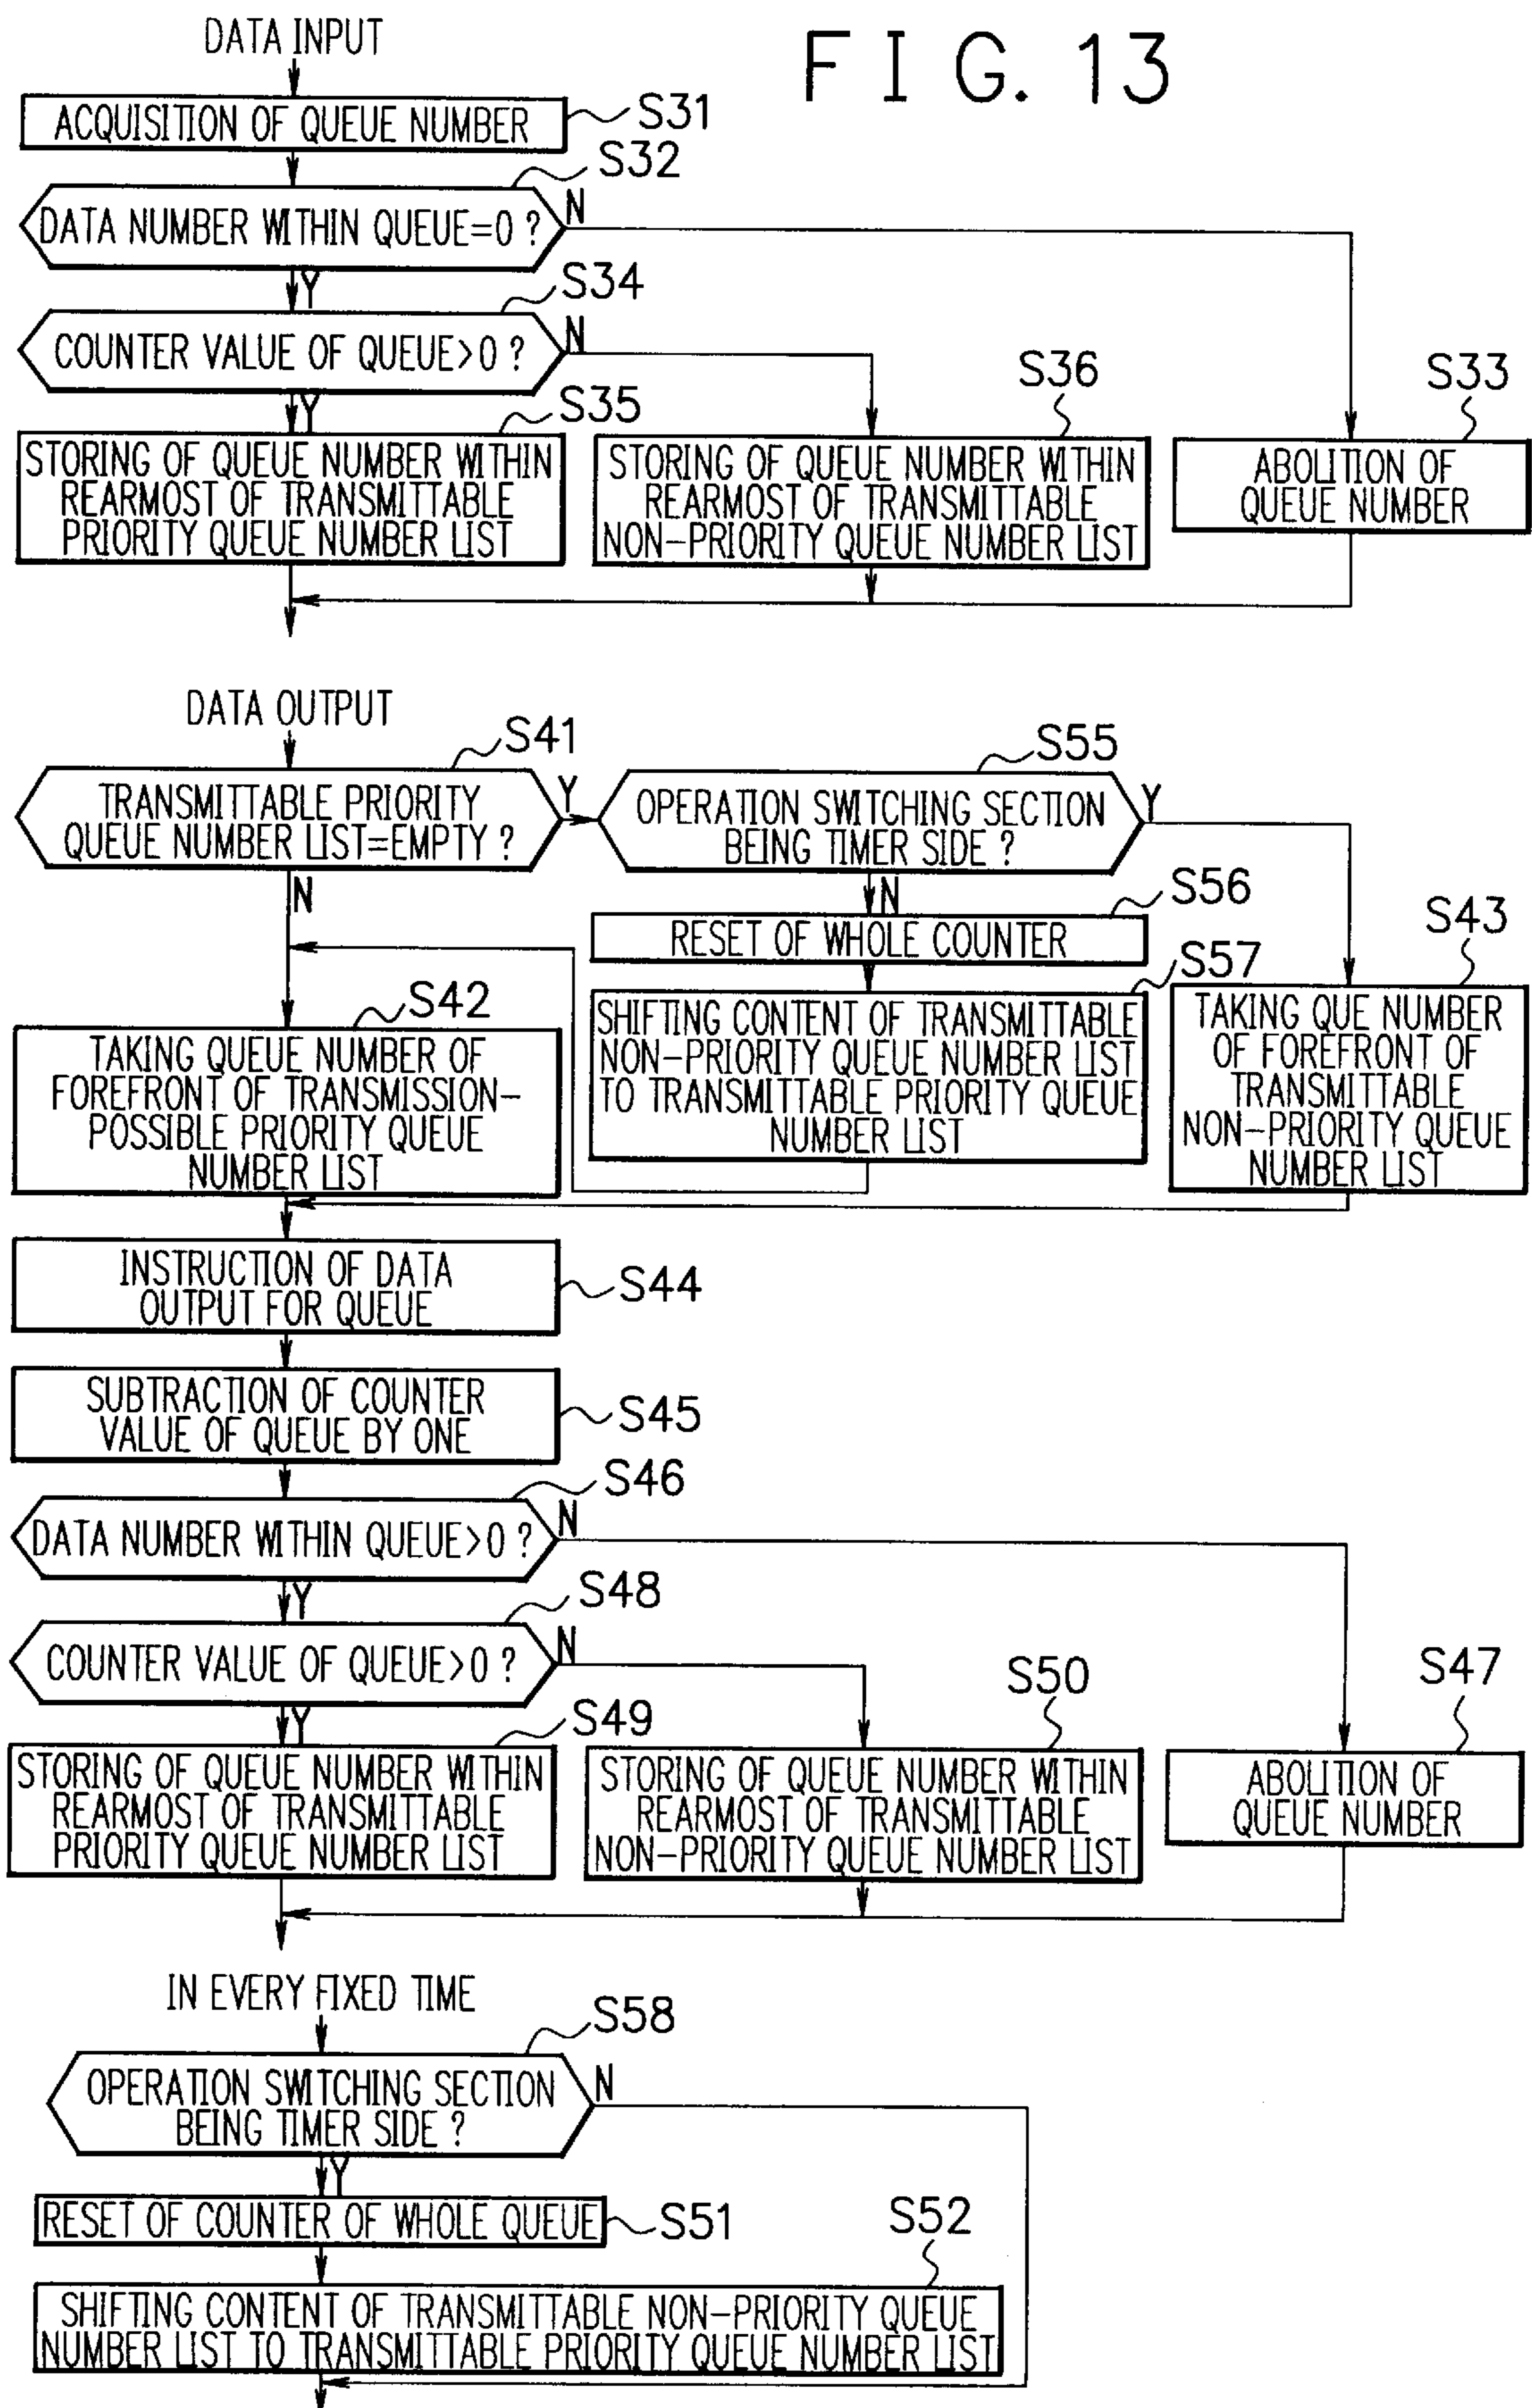 FIG. 13
DATA INPUT
ACQUISITION OF QUEUE NUMBER
S31
S32
DATA NUMBER WITHIN QUEUE=0 ?
N
Y
S34
COUNTER VALUE OF QUEUE>0 ?
N
Y
S35
S36
S33
STORING OF QUEUE NUMBER WITHIN
REARMOST OF TRANSMITTABLE
PRIORITY QUEUE NUMBER LIST
STORING OF QUEUE NUMBER WITHIN
REARMOST OF TRANSMITTABLE
NON-PRIORITY QUEUE NUMBER LIST
ABOLITION OF
QUEUE NUMBER
DATA OUTPUT
S41
TRANSMITTABLE PRIORITY
QUEUE NUMBER LIST=EMPTY ?
Y
N
S55
OPERATION SWITCHING SECTION
BEING TIMER SIDE ?
Y
N
S56
RESET OF WHOLE COUNTER
S57
SHIFTING CONTENT OF TRANSMITTABLE
NON-PRIORITY QUEUE NUMBER LIST
TO TRANSMITTABLE PRIORITY QUEUE
NUMBER LIST
S43
TAKING QUE NUMBER
OF FOREFRONT OF
TRANSMITTABLE
NON-PRIORITY QUEUE
NUMBER LIST
S42
TAKING QUEUE NUMBER OF
FOREFRONT OF TRANSMISSION-
POSSIBLE PRIORITY QUEUE
NUMBER LIST
INSTRUCTION OF DATA
OUTPUT FOR QUEUE
S44
SUBTRACTION OF COUNTER
VALUE OF QUEUE BY ONE
S45
S46
DATA NUMBER WITHIN QUEUE>0 ?
N
Y
S48
COUNTER VALUE OF QUEUE>0 ?
N
Y
S49
S50
S47
STORING OF QUEUE NUMBER WITHIN
REARMOST OF TRANSMITTABLE
PRIORITY QUEUE NUMBER LIST
STORING OF QUEUE NUMBER WITHIN
REARMOST OF TRANSMITTABLE
NON-PRIORITY QUEUE NUMBER LIST
ABOLITION OF
QUEUE NUMBER
IN EVERY FIXED TIME
S58
OPERATION SWITCHING SECTION
BEING TIMER SIDE ?
N
Y
RESET OF COUNTER OF WHOLE QUEUE
S51
S52
SHIFTING CONTENT OF TRANSMITTABLE NON-PRIORITY QUEUE
NUMBER LIST TO TRANSMITTABLE PRIORITY QUEUE NUMBER LIST